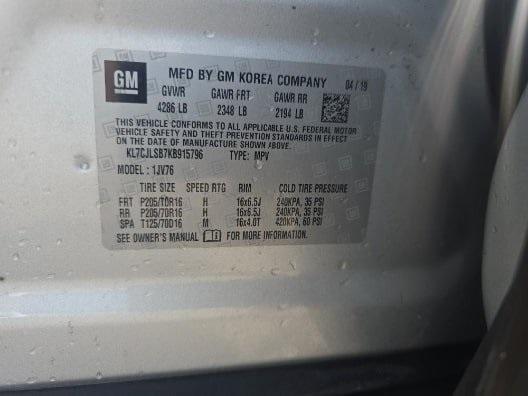 GM
MFD BY GM KOREA COMPANY 04 / 19
GVWR GAWR FRT GAWR RR
4286 LB 2348 LB 2194 LB
THIS VEHICLE CONFORMS TO ALL APPLICABLE U.S. FEDERAL MOTOR
VEHICLE SAFETY AND THEFT PREVENTION STANDARDS IN EFFECT
ON THE DATE OF MANUFACTURE SHOWN ABOVE.
KL7CJLSB7KB915796 TYPE: MPV
MODEL: 1JV76
TIRE SIZE SPEED RTG RIM COLD TIRE PRESSURE
FRT P205/70R16 H 16x6.5J 240KPA, 35 PSI
RR P205/70R16 H 16x6.5J 240KPA, 35 PSI
SPA T125/70D16 M 16x4.0T 420KPA, 60 PSI
SEE OWNER'S MANUAL FOR MORE INFORMATION.